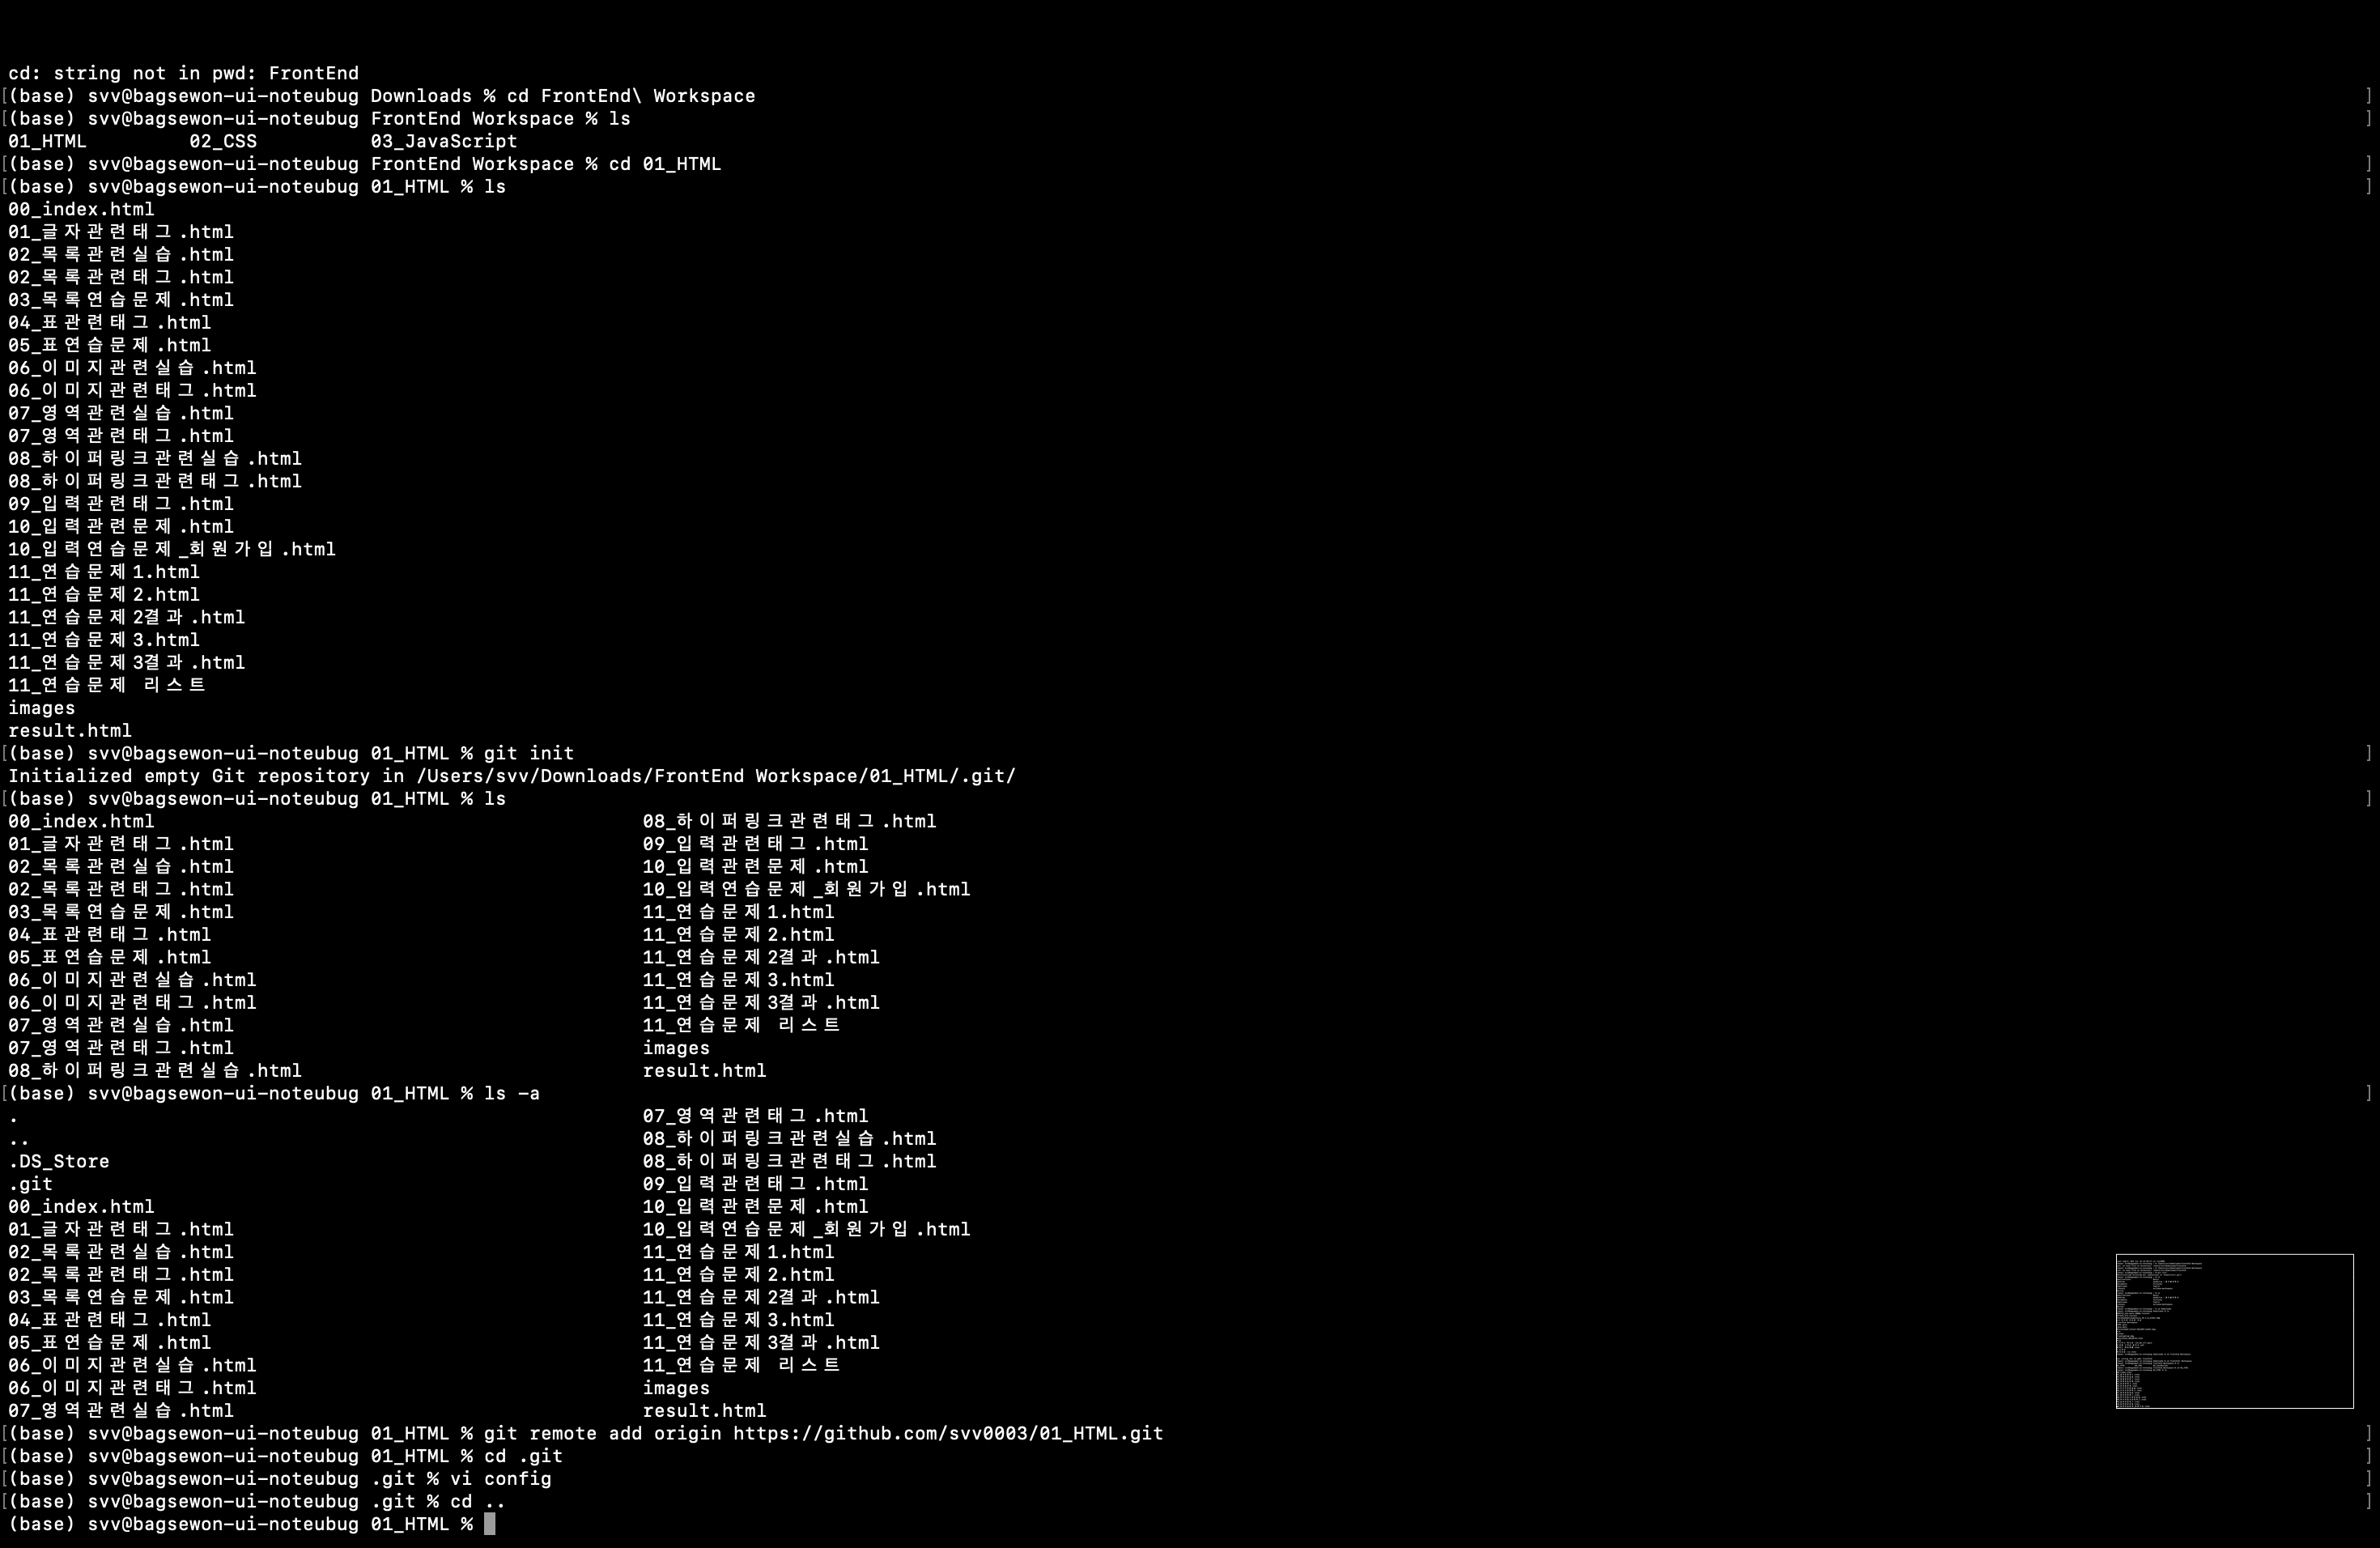 cd: string not in pwd: FrontEnd
(base) svv@bagsewon-ui-noteubug Downloads % cd FrontEnd\ Workspace
(base) svv@bagsewon-ui-noteubug FrontEnd Workspace % ls
01_HTML 02_CSS 03_JavaScript
(base) svv@bagsewon-ui-noteubug FrontEnd Workspace % cd 01_HTML
(base) svv@bagsewon-ui-noteubug 01_HTML % ls
00_index.html
01_글자관련태그.html
02_목록관련실습.html
02_목록관련태그.html
03_목록연습문제.html
04_표관련태그.html
05_표연습문제.html
06_이미지관련실습.html
06_이미지관련태그.html
07_영역관련실습.html
07_영역관련태그.html
08_하이퍼링크관련실습.html
08_하이퍼링크관련태그.html
09_입력관련태그.html
10_입력관련문제.html
10_입력연습문제_회원가입.html
11_연습문제1.html
11_연습문제2.html
11_연습문제2결과.html
11_연습문제3.html
11_연습문제3결과.html
11_연습문제 리스트
images
result.html
(base) svv@bagsewon-ui-noteubug 01_HTML % git init
Initialized empty Git repository in /Users/svv/Downloads/FrontEnd Workspace/01_HTML/.git/
(base) svv@bagsewon-ui-noteubug 01_HTML % ls
00_index.html 08_하이퍼링크관련태그.html
01_글자관련태그.html 09_입력관련태그.html
02_목록관련실습.html 10_입력관련문제.html
02_목록관련태그.html 10_입력연습문제_회원가입.html
03_목록연습문제.html 11_연습문제1.html
04_표관련태그.html 11_연습문제2.html
05_표연습문제.html 11_연습문제2결과.html
06_이미지관련실습.html 11_연습문제3.html
06_이미지관련태그.html 11_연습문제3결과.html
07_영역관련실습.html 11_연습문제 리스트
07_영역관련태그.html images
08_하이퍼링크관련실습.html result.html
(base) svv@bagsewon-ui-noteubug 01_HTML % ls -a
. 07_영역관련태그.html
.. 08_하이퍼링크관련실습.html
.DS_Store 08_하이퍼링크관련태그.html
.git 09_입력관련태그.html
00_index.html 10_입력관련문제.html
01_글자관련태그.html 10_입력연습문제_회원가입.html
02_목록관련실습.html 11_연습문제1.html
02_목록관련태그.html 11_연습문제2.html
03_목록연습문제.html 11_연습문제2결과.html
04_표관련태그.html 11_연습문제3.html
05_표연습문제.html 11_연습문제3결과.html
06_이미지관련실습.html 11_연습문제 리스트
06_이미지관련태그.html images
07_영역관련실습.html result.html
(base) svv@bagsewon-ui-noteubug 01_HTML % git remote add origin https://github.com/svv0003/01_HTML.git
(base) svv@bagsewon-ui-noteubug 01_HTML % cd .git
(base) svv@bagsewon-ui-noteubug .git % vi config
(base) svv@bagsewon-ui-noteubug .git % cd ..
(base) svv@bagsewon-ui-noteubug 01_HTML %